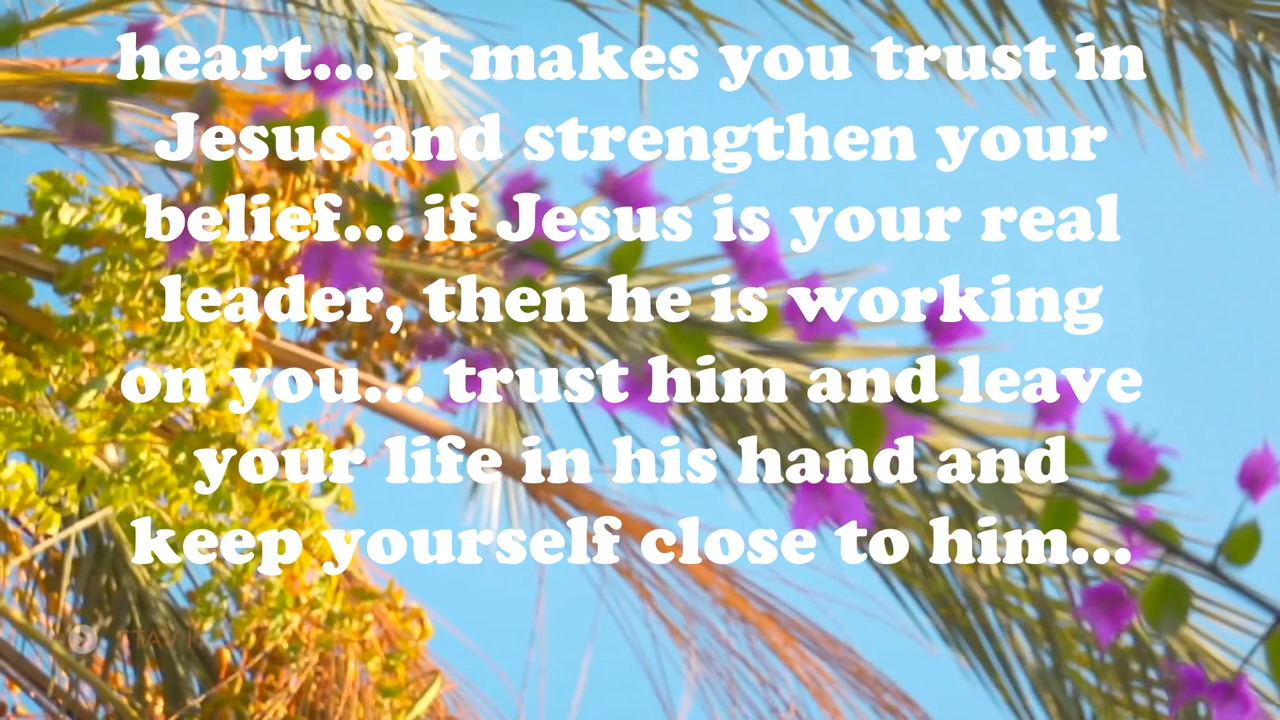 heart... it makes you trust in
Jesus and strengthen your
belief... if Jesus is your real
leader, then he is working
on you... trust him and leave
your life in his hand and
keep yourself close to him...